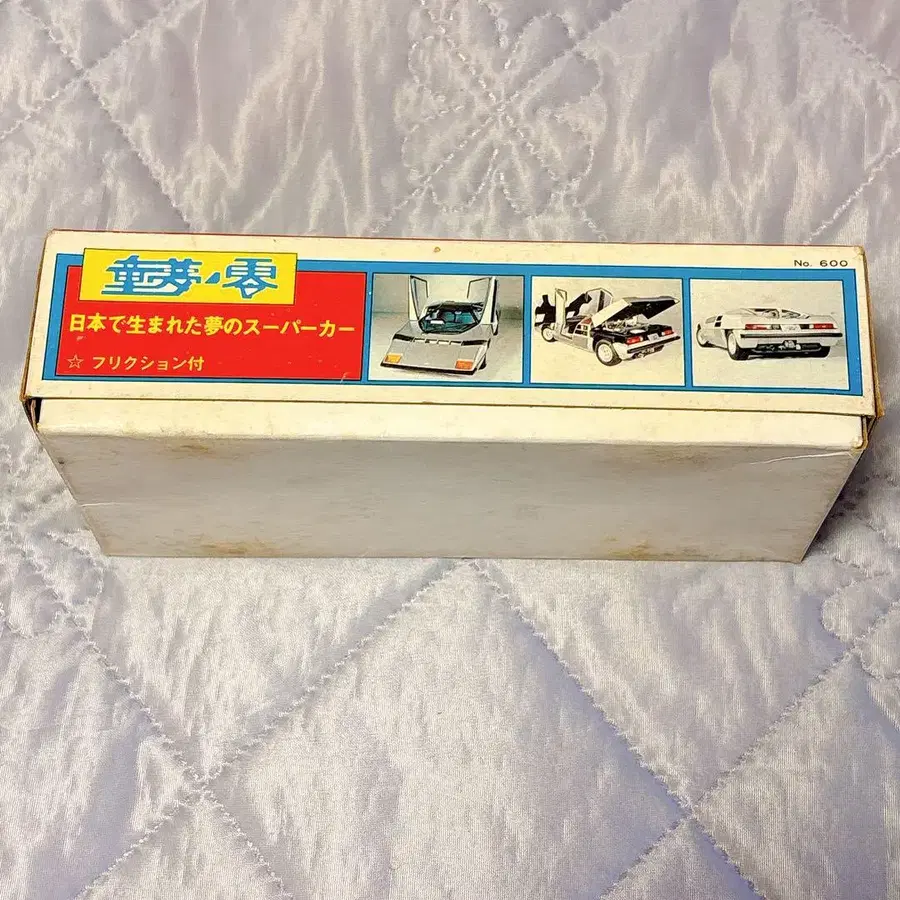 No. 600
童夢・零
日本で生まれた夢のスーパーカー
☆ フリクション付